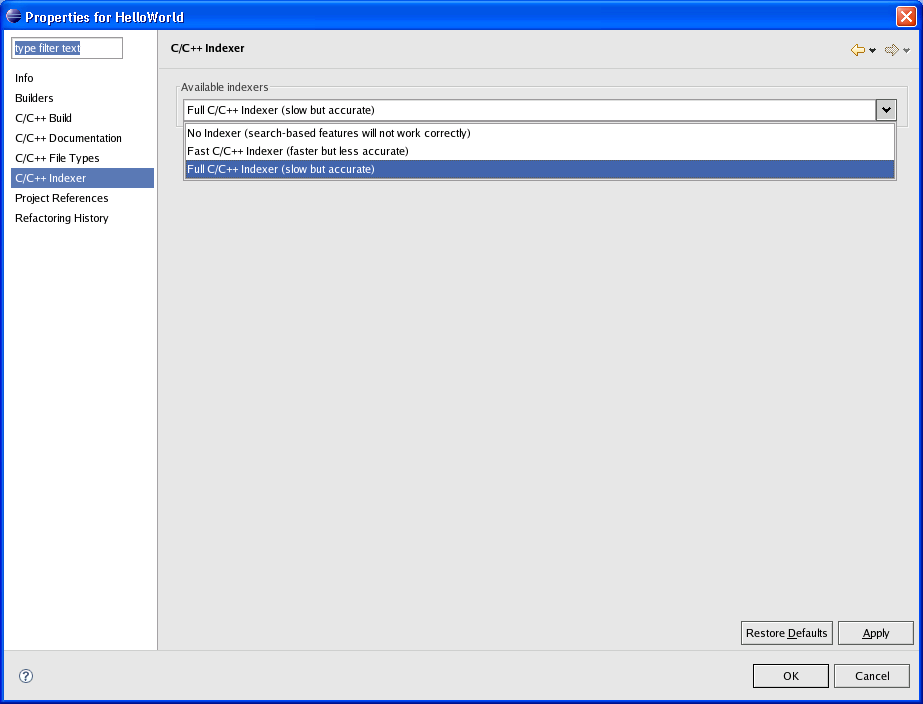 Properties for HelloWorld
type filter text
Info
Builders
C/C++ Build
C/C++ Documentation
C/C++ File Types
C/C++ Indexer
Project References
Refactoring History
C/C++ Indexer
Available indexers
Full C/C++ Indexer (slow but accurate)
No Indexer (search-based features will not work correctly)
Fast C/C++ Indexer (faster but less accurate)
Full C/C++ Indexer (slow but accurate)
Restore Defaults
Apply
?
OK
Cancel